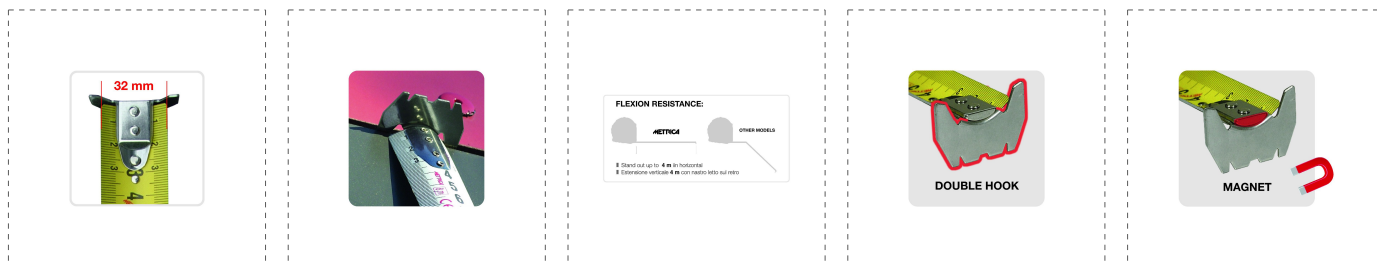 32 mm
FLEXION RESISTANCE:
METRICA
OTHER MODELS
Stand out up to 4 m iin horizontal
Estensione verticale 4 m con nastro letto sul retro
DOUBLE HOOK
MAGNET